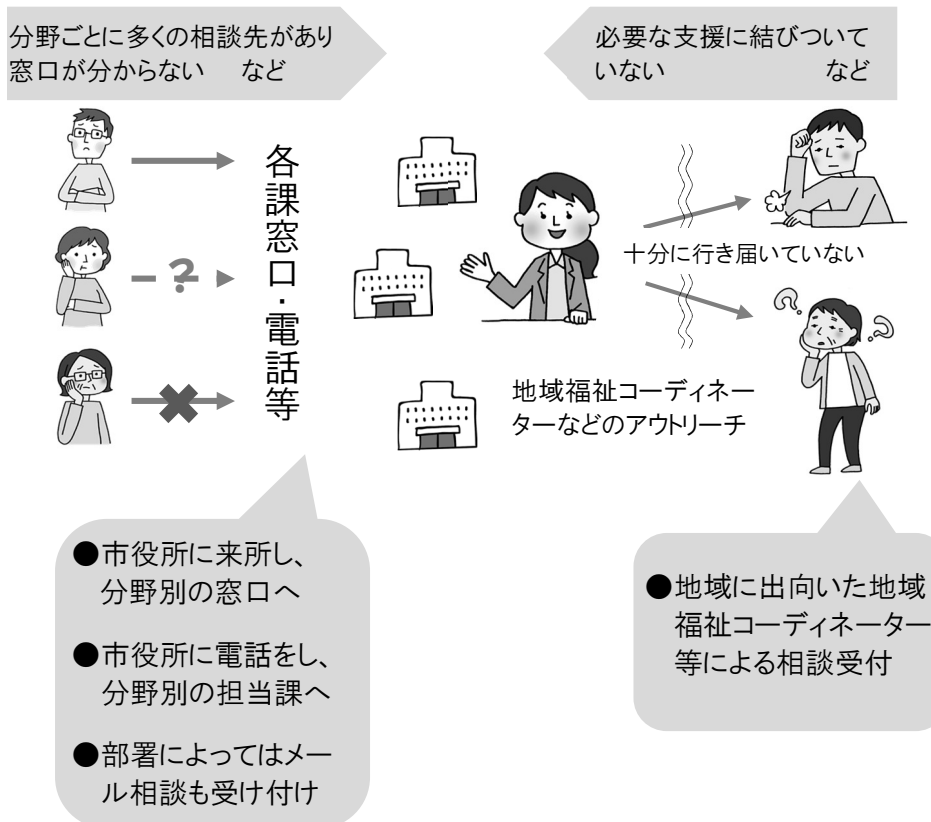 分野ごとに多くの相談先があり
窓口が分からない など
必要な支援に結びついて
いない など
?
各課窓口・電話等
十分に行き届いていない
? ?
地域福祉コーディネー
ターなどのアウトリーチ
●市役所に来所し、
分野別の窓口へ
●市役所に電話をし、
分野別の担当課へ
●部署によってはメー
ル相談も受け付け
●地域に出向いた地域
福祉コーディネーター
等による相談受付